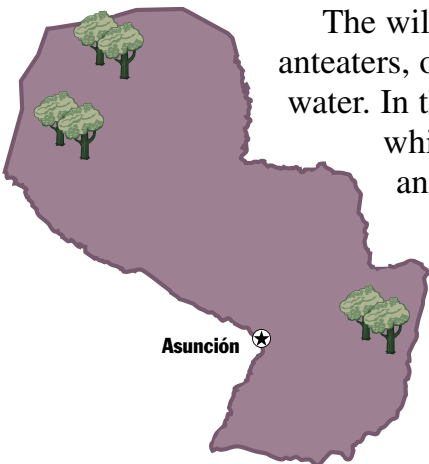 The wil
anteaters, o
water. In t
whi
an
Asunción